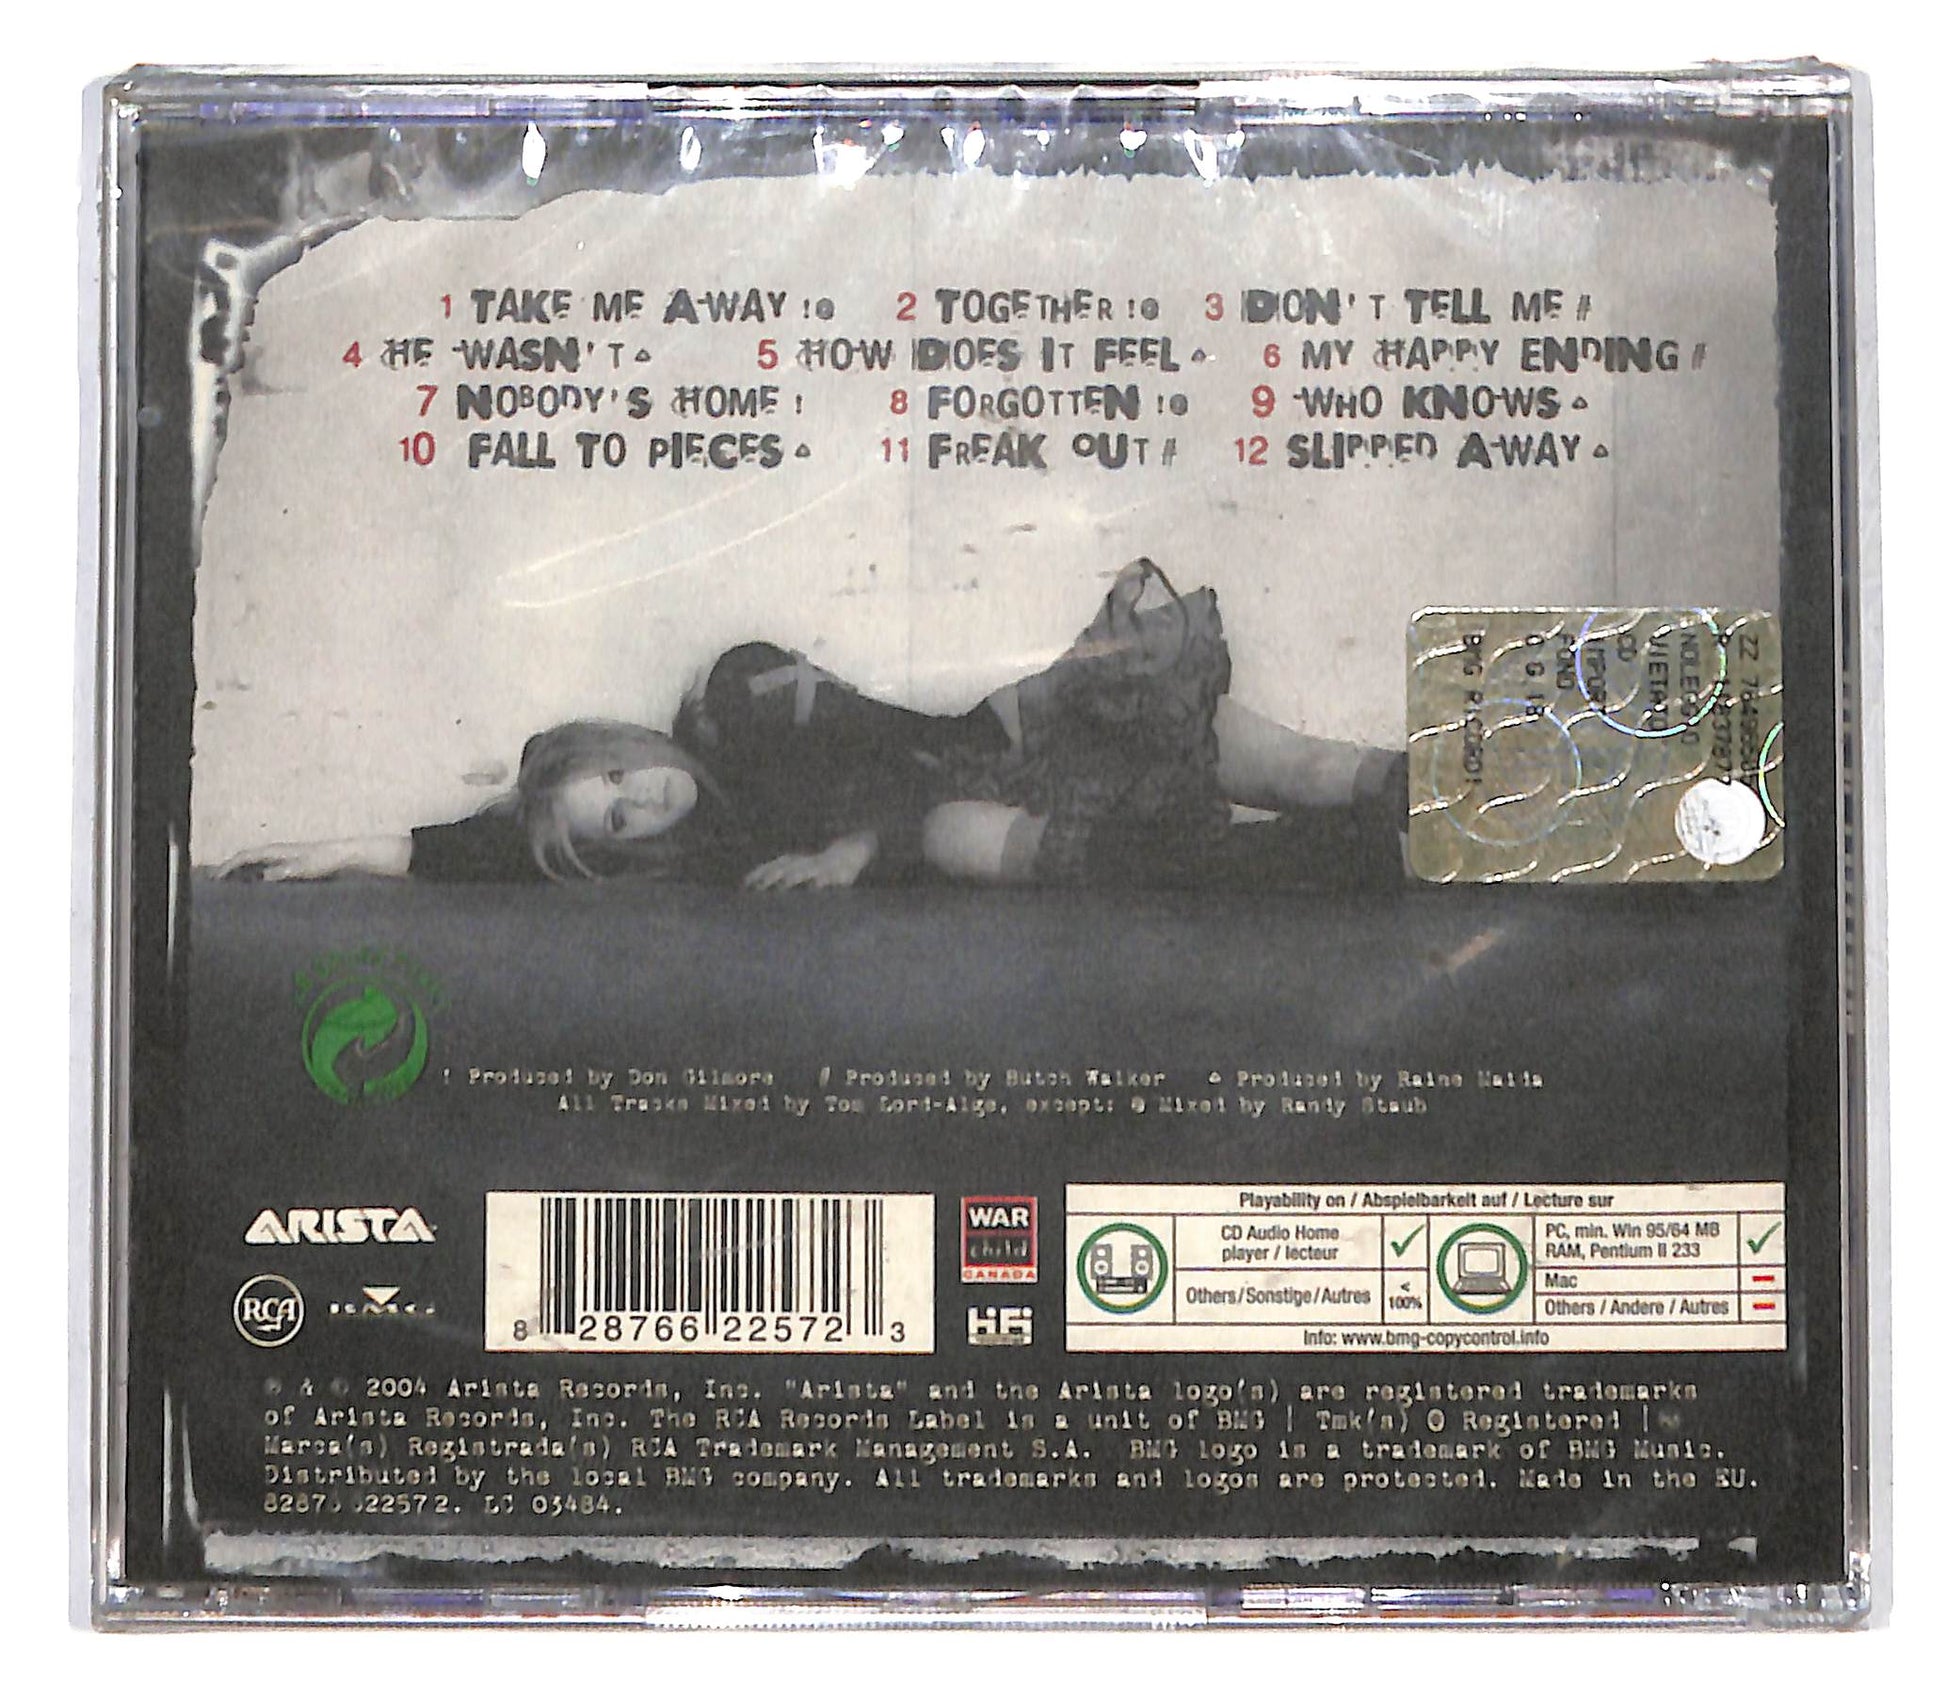 1 TAKE ME AWAY !@ 2 TOGETHER !@ 3 DON'T TELL ME //
4 HE WASN'T △ 5 HOW DOES IT FEEL △ 6 MY HAPPY ENDING //
7 NOBODY'S HOME ! 8 FORGOTTEN !@ 9 WHO KNOWS △
10 FALL TO PIECES △ 11 FREAK OUT // 12 SLIPPED AWAY △
NOLEGGIO
VIETATO
CD
BMG RICORDI
! Produced by Don Gilmore // Produced by Butch Walker △ Produced by Raine Maida
All Tracks Mixed by Tom Lord-Alge, except: @ Mixed by Randy Staub
ARISTA
RCA
BMG
8 28766 22572 3
WAR
child
CANADA
Playability on / Abspielbarkeit auf / Lecture sur
CD Audio Home
player / lecteur
Others/Sonstige/Autres
<
100%
PC, min. Win 95/64 MB
RAM, Pentium II 233
Mac
Others / Andere / Autres
Info: www.bmg-copycontrol.info
℗ & © 2004 Arista Records, Inc. "Arista" and the Arista logo(s) are registered trademarks
of Arista Records, Inc. The RCA Records Label is a unit of BMG | Tmk(s) ® Registered |
Marca(s) Registrada(s) RCA Trademark Management S.A. BMG logo is a trademark of BMG Music.
Distributed by the local BMG company. All trademarks and logos are protected. Made in the EU.
LC 03484.